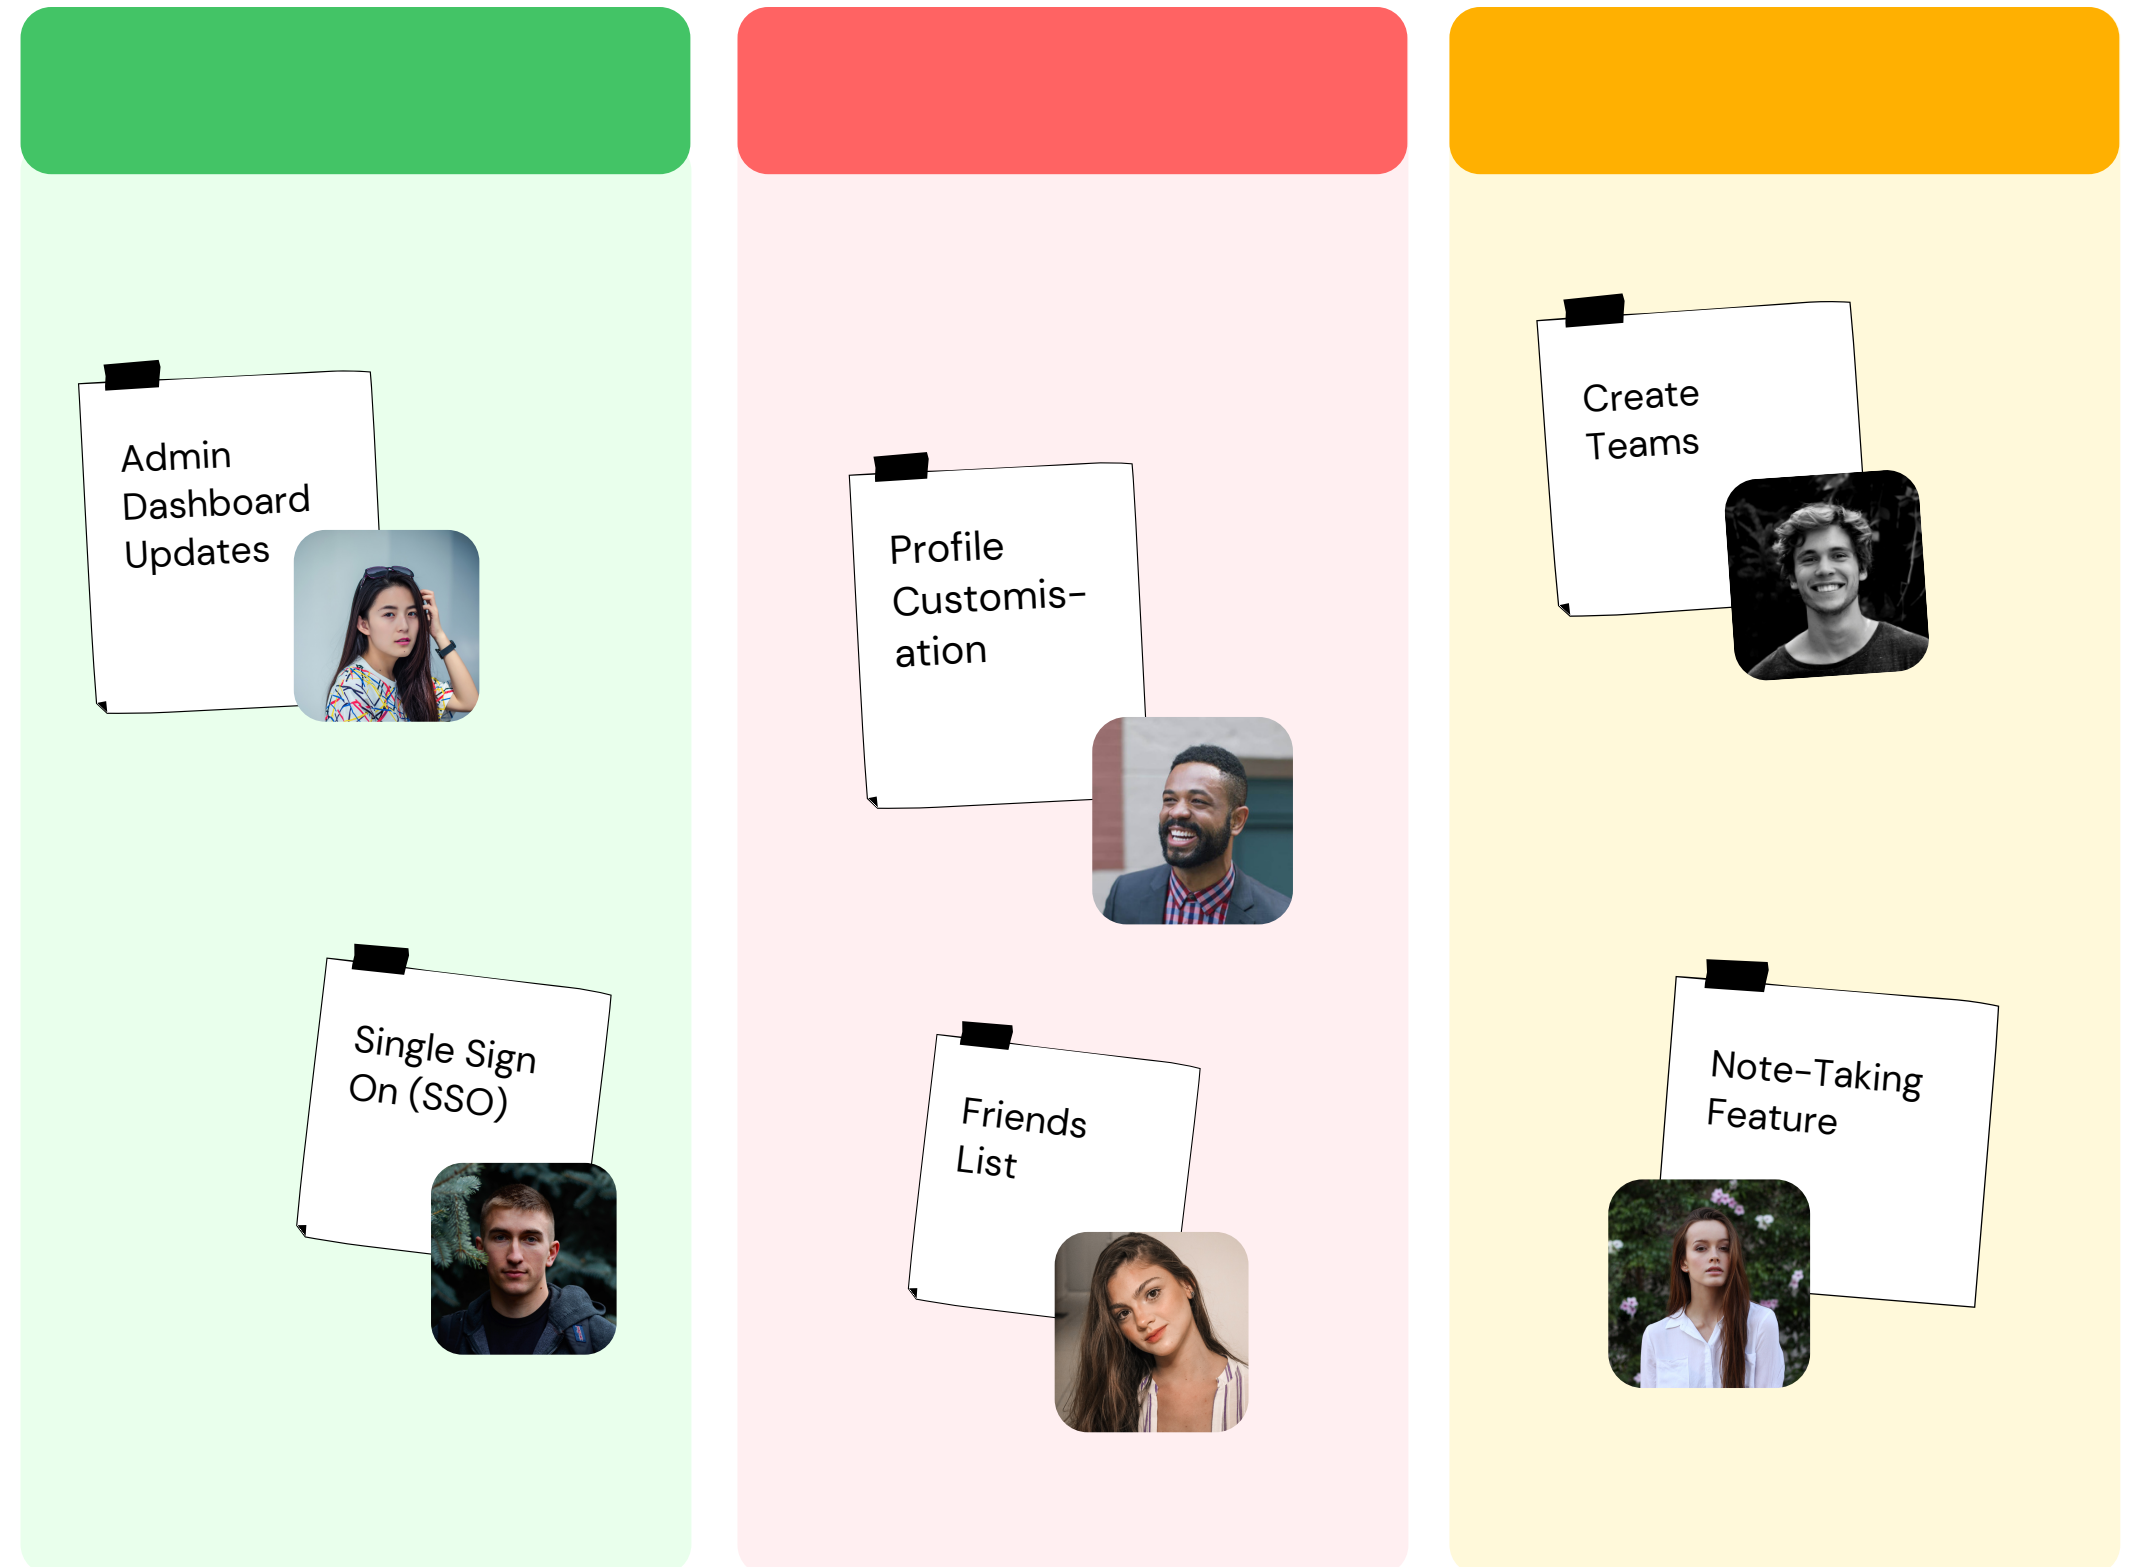 Admin
Dashboard
Updates
Single Sign
On (SSO)
Profile
Customis-
ation
Friends
List
Create
Teams
Note-Taking
Feature